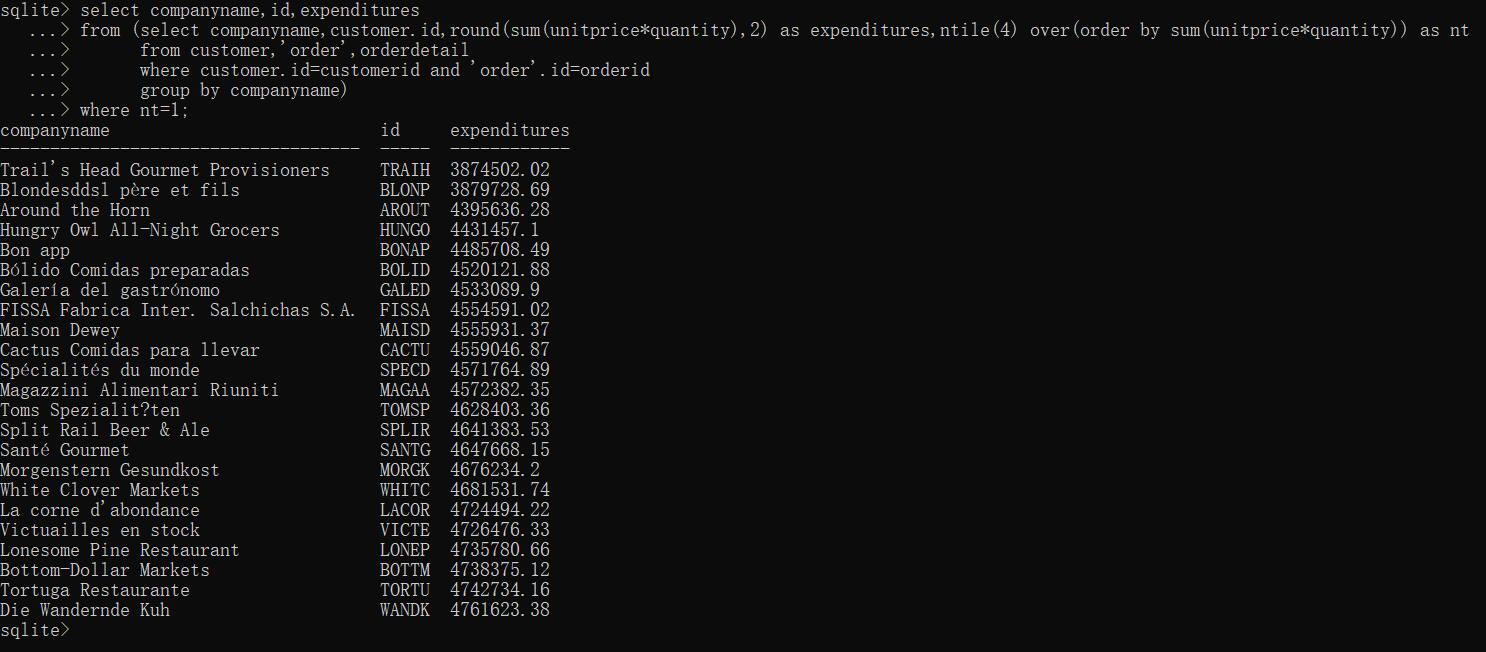 sqlite> select companyname,id,expenditures
   ...> from (select companyname,customer.id,round(sum(unitprice*quantity),2) as expenditures,ntile(4) over(order by sum(unitprice*quantity)) as nt
   ...>       from customer,'order',orderdetail
   ...>       where customer.id=customerid and 'order'.id=orderid
   ...>       group by companyname)
   ...> where nt=1;
companyname                           id     expenditures
------------------------------------  -----  ------------
Trail's Head Gourmet Provisioners     TRAIH  3874502.02
Blondesddsl père et fils              BLONP  3879728.69
Around the Horn                       AROUT  4395636.28
Hungry Owl All-Night Grocers          HUNGO  4431457.1
Bon app                               BONAP  4485708.49
Bólido Comidas preparadas             BOLID  4520121.88
Galería del gastrónomo                GALED  4533089.9
FISSA Fabrica Inter. Salchichas S.A.  FISSA  4554591.02
Maison Dewey                          MAISD  4555931.37
Cactus Comidas para llevar            CACTU  4559046.87
Spécialités du monde                  SPECD  4571764.89
Magazzini Alimentari Riuniti          MAGAA  4572382.35
Toms Spezialit?ten                    TOMSP  4628403.36
Split Rail Beer & Ale                 SPLIR  4641383.53
Santé Gourmet                         SANTG  4647668.15
Morgenstern Gesundkost                MORGK  4676234.2
White Clover Markets                  WHITC  4681531.74
La corne d'abondance                  LACOR  4724494.22
Victuailles en stock                  VICTE  4726476.33
Lonesome Pine Restaurant              LONEP  4735780.66
Bottom-Dollar Markets                 BOTTM  4738375.12
Tortuga Restaurante                   TORTU  4742734.16
Die Wandernde Kuh                     WANDK  4761623.38
sqlite>